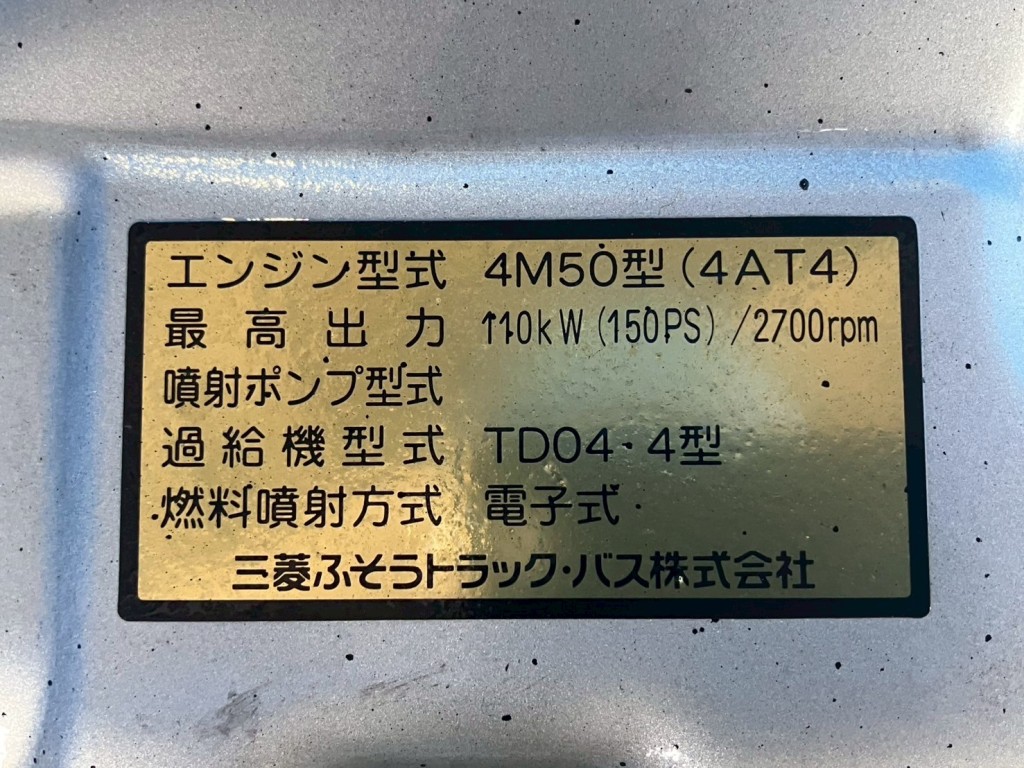 エンジン型式 4M50型(4AT4)
最高出力 110kW(150PS)/2700rpm
噴射ポンプ型式
過給機型式 TD04・4型
燃料噴射方式 電子式
三菱ふそうトラック・バス株式会社